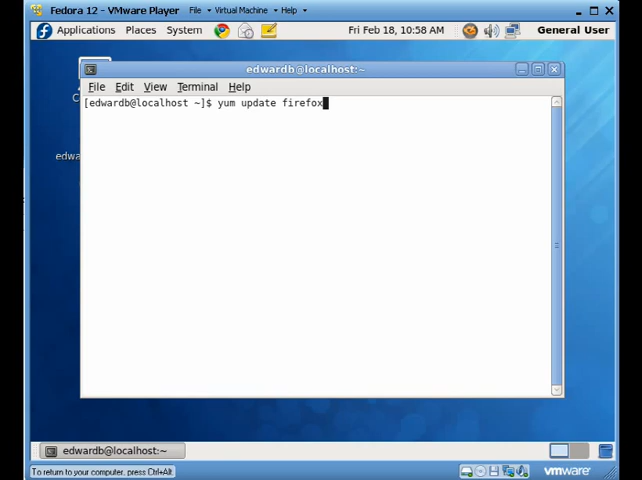 Fedora 12 - VMware Player File Virtual Machine Help
Applications Places System Fri Feb 18, 10:58 AM General User
edwardb@localhost:~
File Edit View Terminal Help
[edwardb@localhost ~]$ yum update firefox
C
edwa
edwardb@localhost:~
To return to your computer, press Ctrl+Alt
vmware